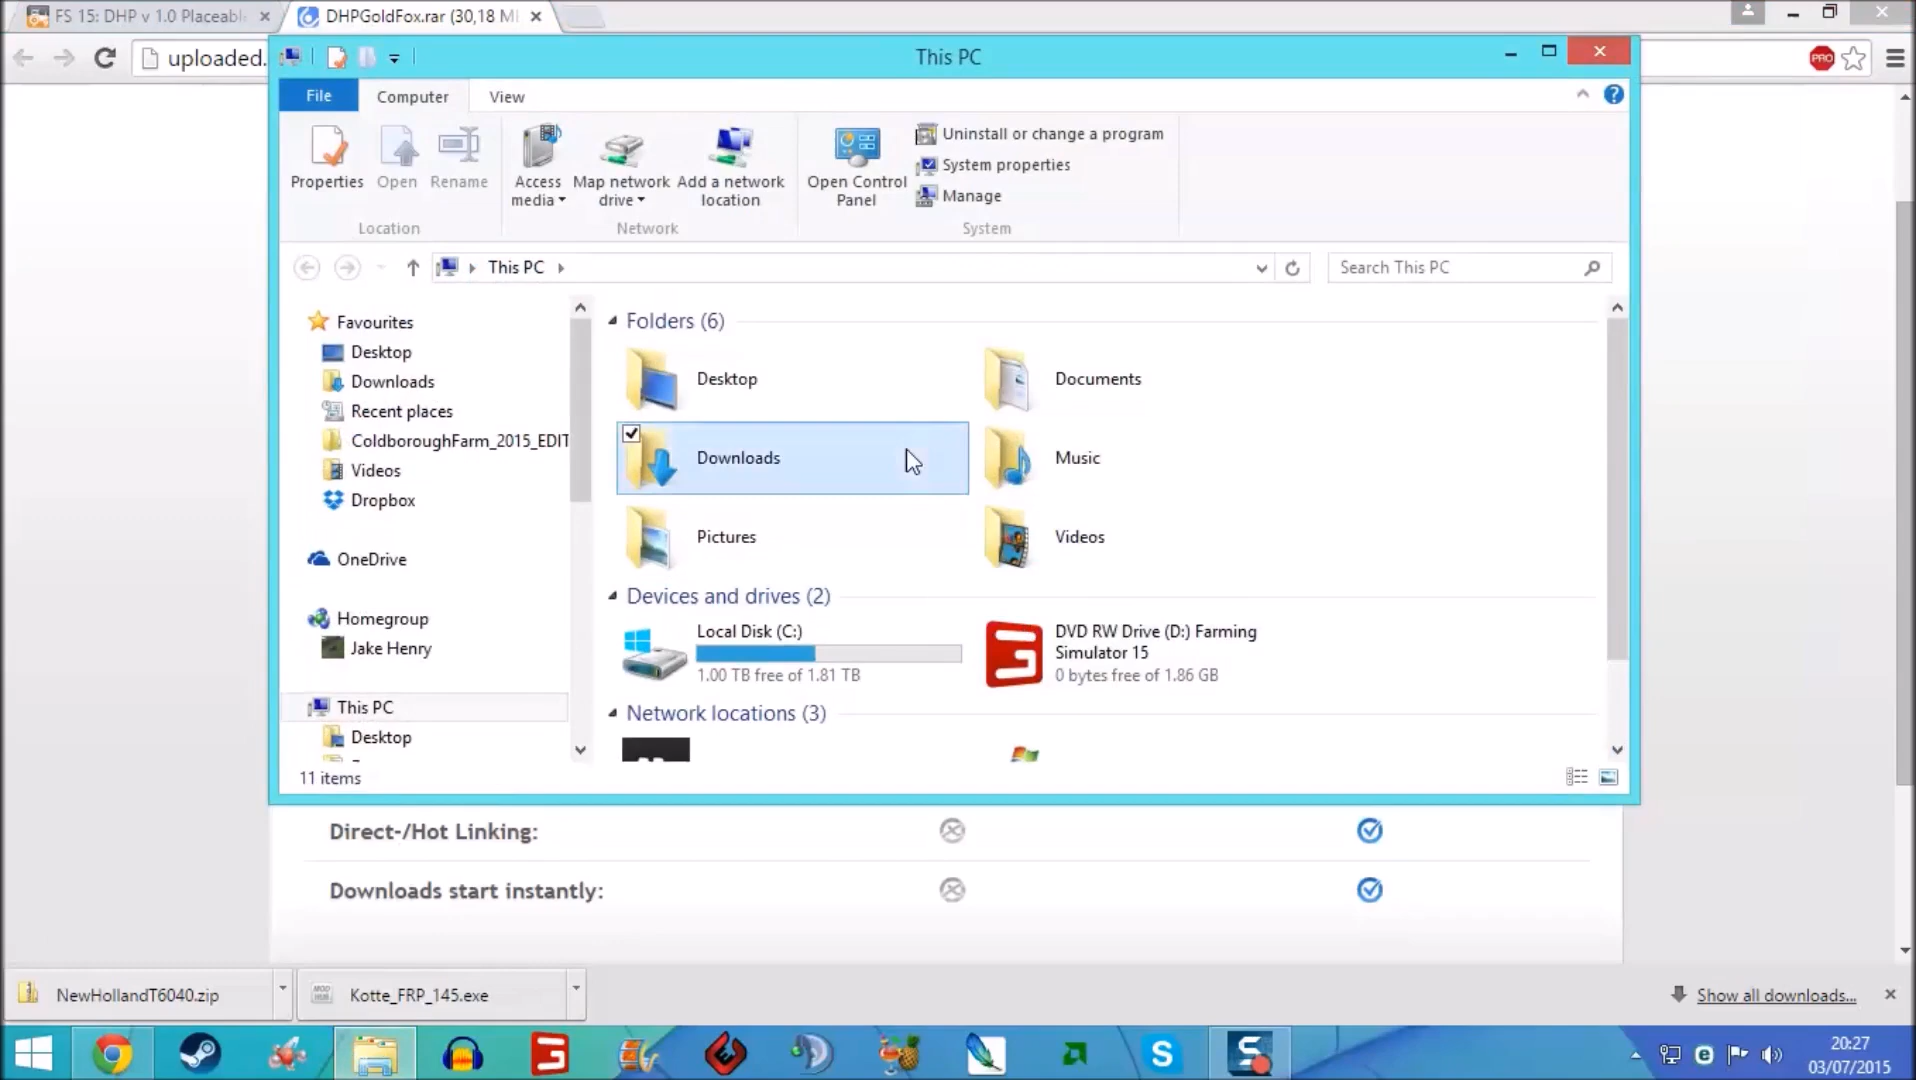 FS 15: DHP v 1.0 Placeabl
DHPGoldFox.rar (30,18 M
uploaded.
PRO
This PC
File
Computer
View
Properties
Open
Rename
Access media
Map network drive
Add a network location
Open Control Panel
Uninstall or change a program
System properties
Manage
Location
Network
System
This PC
Search This PC
Favourites
Desktop
Downloads
Recent places
ColdboroughFarm_2015_EDIT
Videos
Dropbox
OneDrive
Homegroup
Jake Henry
This PC
Desktop
Folders (6)
Desktop
Documents
Downloads
Music
Pictures
Videos
Devices and drives (2)
Local Disk (C:)
1.00 TB free of 1.81 TB
DVD RW Drive (D:) Farming
Simulator 15
0 bytes free of 1.86 GB
Network locations (3)
11 items
Direct-/Hot Linking:
Downloads start instantly:
NewHollandT6040.zip
MOD HUB
Kotte_FRP_145.exe
Show all downloads...
20:27
03/07/2015